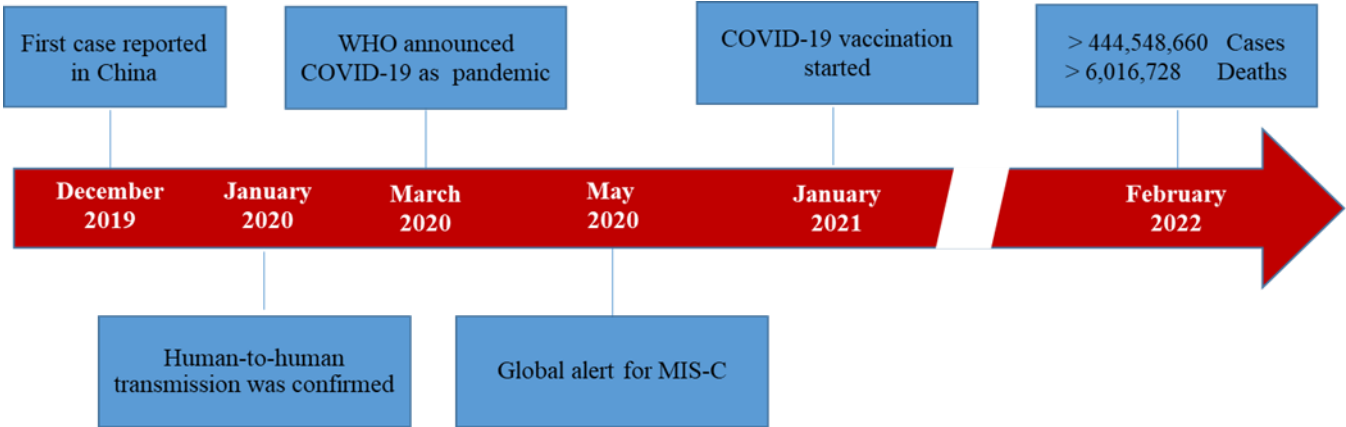 First case reported
in China
WHO announced
COVID-19 as pandemic
COVID-19 vaccination
started
> 444,548,660 Cases
> 6,016,728 Deaths
December
2019
January
2020
March
2020
May
2020
January
2021
February
2022
Human-to-human
transmission was confirmed
Global alert for MIS-C